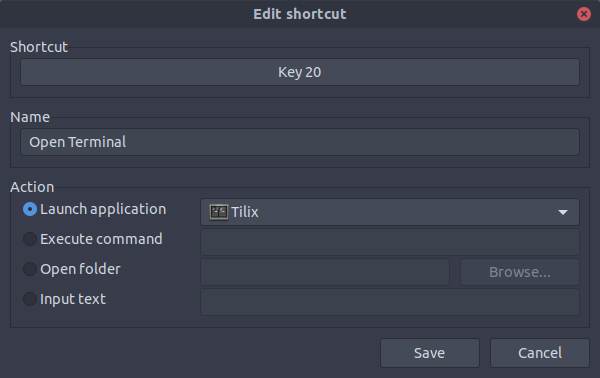 Edit shortcut
Shortcut
Key 20
Name
Open Terminal
Action
Launch application
Tilix
Execute command
Open folder
Browse...
Input text
Save
Cancel